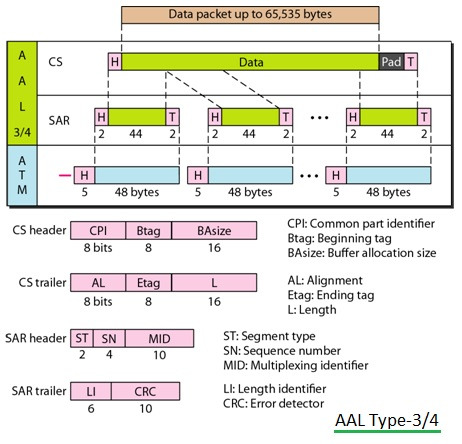 Data packet up to 65,535 bytes
A A L 3/4
CS
H Data Pad T
SAR
H T H T ••• H T
2 44 2 2 44 2 2 44 2
A T M
H H ••• H
5 48 bytes 5 48 bytes 5 48 bytes
CS header CPI Btag BAsize
8 bits 8 16
CPI: Common part identifier
Btag: Beginning tag
BAsize: Buffer allocation size
CS trailer AL Etag L
8 bits 8 16
AL: Alignment
Etag: Ending tag
L: Length
SAR header ST SN MID
2 4 10
ST: Segment type
SN: Sequence number
MID: Multiplexing identifier
SAR trailer LI CRC
6 10
LI: Length identifier
CRC: Error detector
AAL Type-3/4